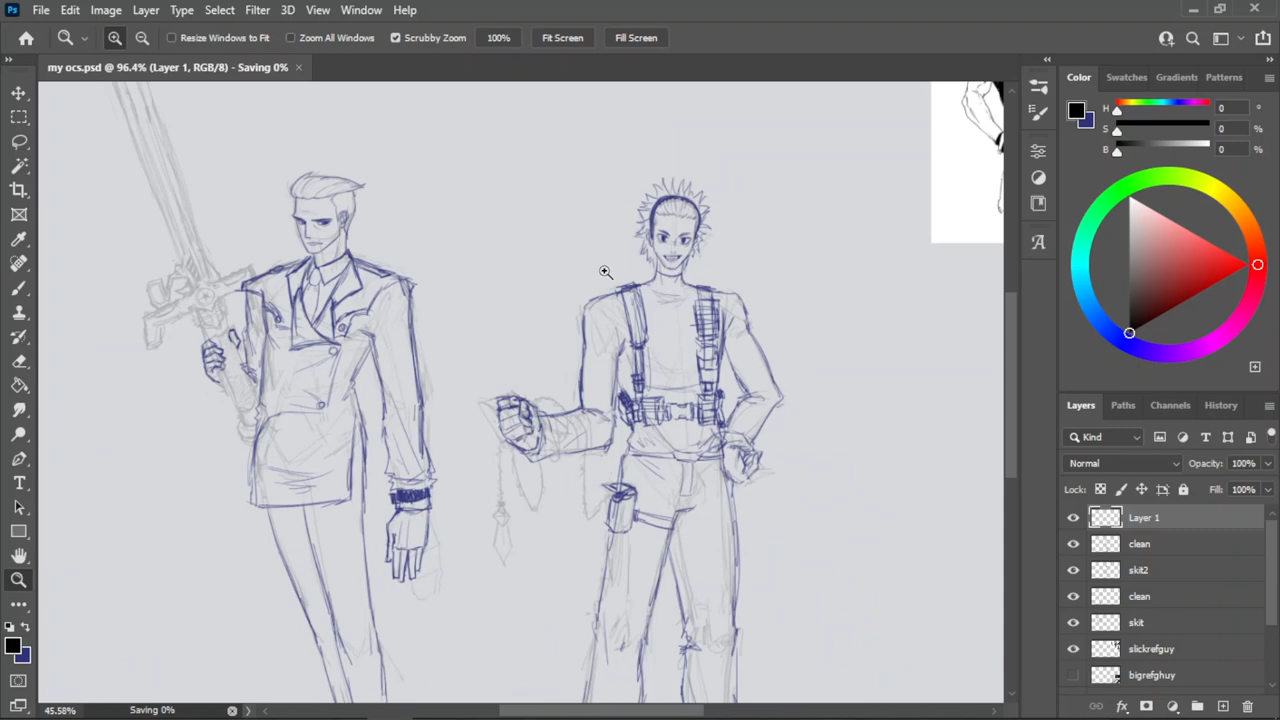 Ps File Edit Image Layer Type Select Filter 3D View Window Help
Resize Windows to Fit Zoom All Windows Scrubby Zoom 100% Fit Screen Fill Screen
my ocs.psd @ 96.4% (Layer 1, RGB/8) - Saving 0%
Color Swatches Gradients Patterns
H 0 °
S 0 %
B 0 %
Layers Paths Channels History
Kind
Normal Opacity: 100%
Lock: Fill: 100%
Layer 1
clean
skit2
clean
skit
slickrefguy
bigrefghuy
45.58% Saving 0%